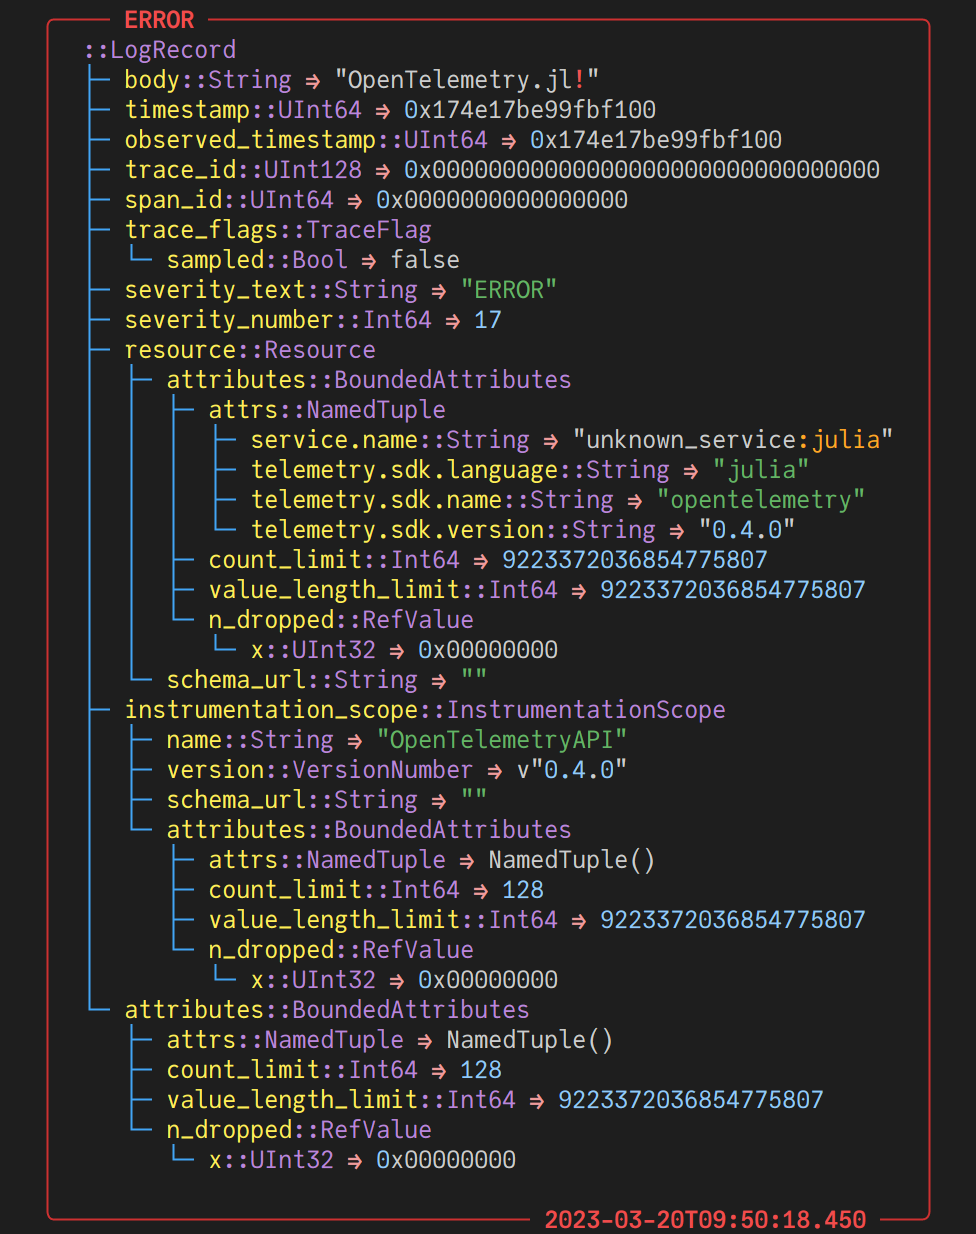 ERROR
::LogRecord
body::String ⇒ "OpenTelemetry.jl!"
timestamp::UInt64 ⇒ 0x174e17be99fbf100
observed_timestamp::UInt64 ⇒ 0x174e17be99fbf100
trace_id::UInt128 ⇒ 0x00000000000000000000000000000000
span_id::UInt64 ⇒ 0x0000000000000000
trace_flags::TraceFlag
sampled::Bool ⇒ false
severity_text::String ⇒ "ERROR"
severity_number::Int64 ⇒ 17
resource::Resource
attributes::BoundedAttributes
attrs::NamedTuple
service.name::String ⇒ "unknown_service:julia"
telemetry.sdk.language::String ⇒ "julia"
telemetry.sdk.name::String ⇒ "opentelemetry"
telemetry.sdk.version::String ⇒ "0.4.0"
count_limit::Int64 ⇒ 9223372036854775807
value_length_limit::Int64 ⇒ 9223372036854775807
n_dropped::RefValue
x::UInt32 ⇒ 0x00000000
schema_url::String ⇒ ""
instrumentation_scope::InstrumentationScope
name::String ⇒ "OpenTelemetryAPI"
version::VersionNumber ⇒ v"0.4.0"
schema_url::String ⇒ ""
attributes::BoundedAttributes
attrs::NamedTuple ⇒ NamedTuple()
count_limit::Int64 ⇒ 128
value_length_limit::Int64 ⇒ 9223372036854775807
n_dropped::RefValue
x::UInt32 ⇒ 0x00000000
attributes::BoundedAttributes
attrs::NamedTuple ⇒ NamedTuple()
count_limit::Int64 ⇒ 128
value_length_limit::Int64 ⇒ 9223372036854775807
n_dropped::RefValue
x::UInt32 ⇒ 0x00000000
2023-03-20T09:50:18.450